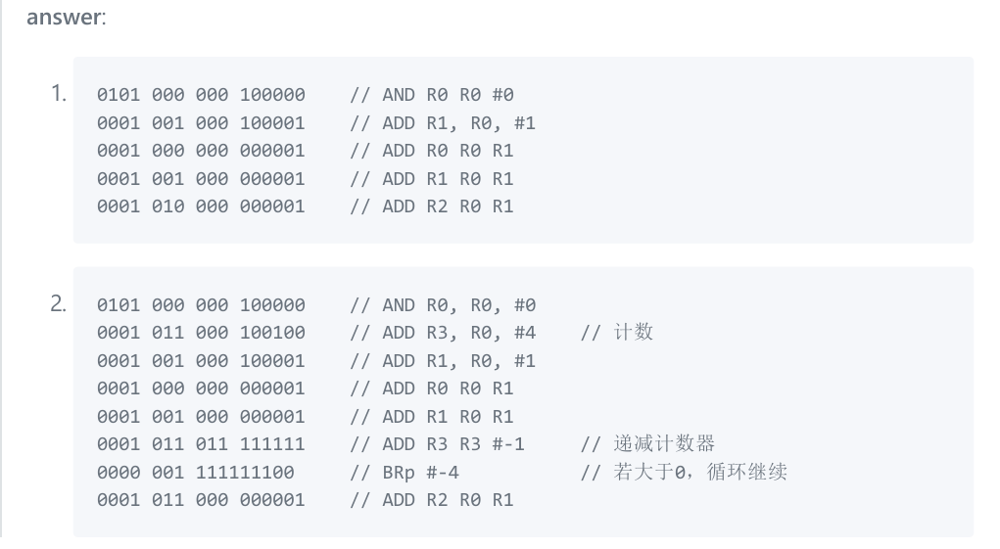 answer:
1.
0101 000 000 100000    // AND R0 R0 #0
0001 001 000 100001    // ADD R1, R0, #1
0001 000 000 000001    // ADD R0 R0 R1
0001 001 000 000001    // ADD R1 R0 R1
0001 010 000 000001    // ADD R2 R0 R1
2.
0101 000 000 100000    // AND R0, R0, #0
0001 011 000 100100    // ADD R3, R0, #4    // 计数
0001 001 000 100001    // ADD R1, R0, #1
0001 000 000 000001    // ADD R0 R0 R1
0001 001 000 000001    // ADD R1 R0 R1
0001 011 011 111111    // ADD R3 R3 #-1     // 递减计数器
0000 001 111111100     // BRp #-4           // 若大于0，循环继续
0001 011 000 000001    // ADD R2 R0 R1